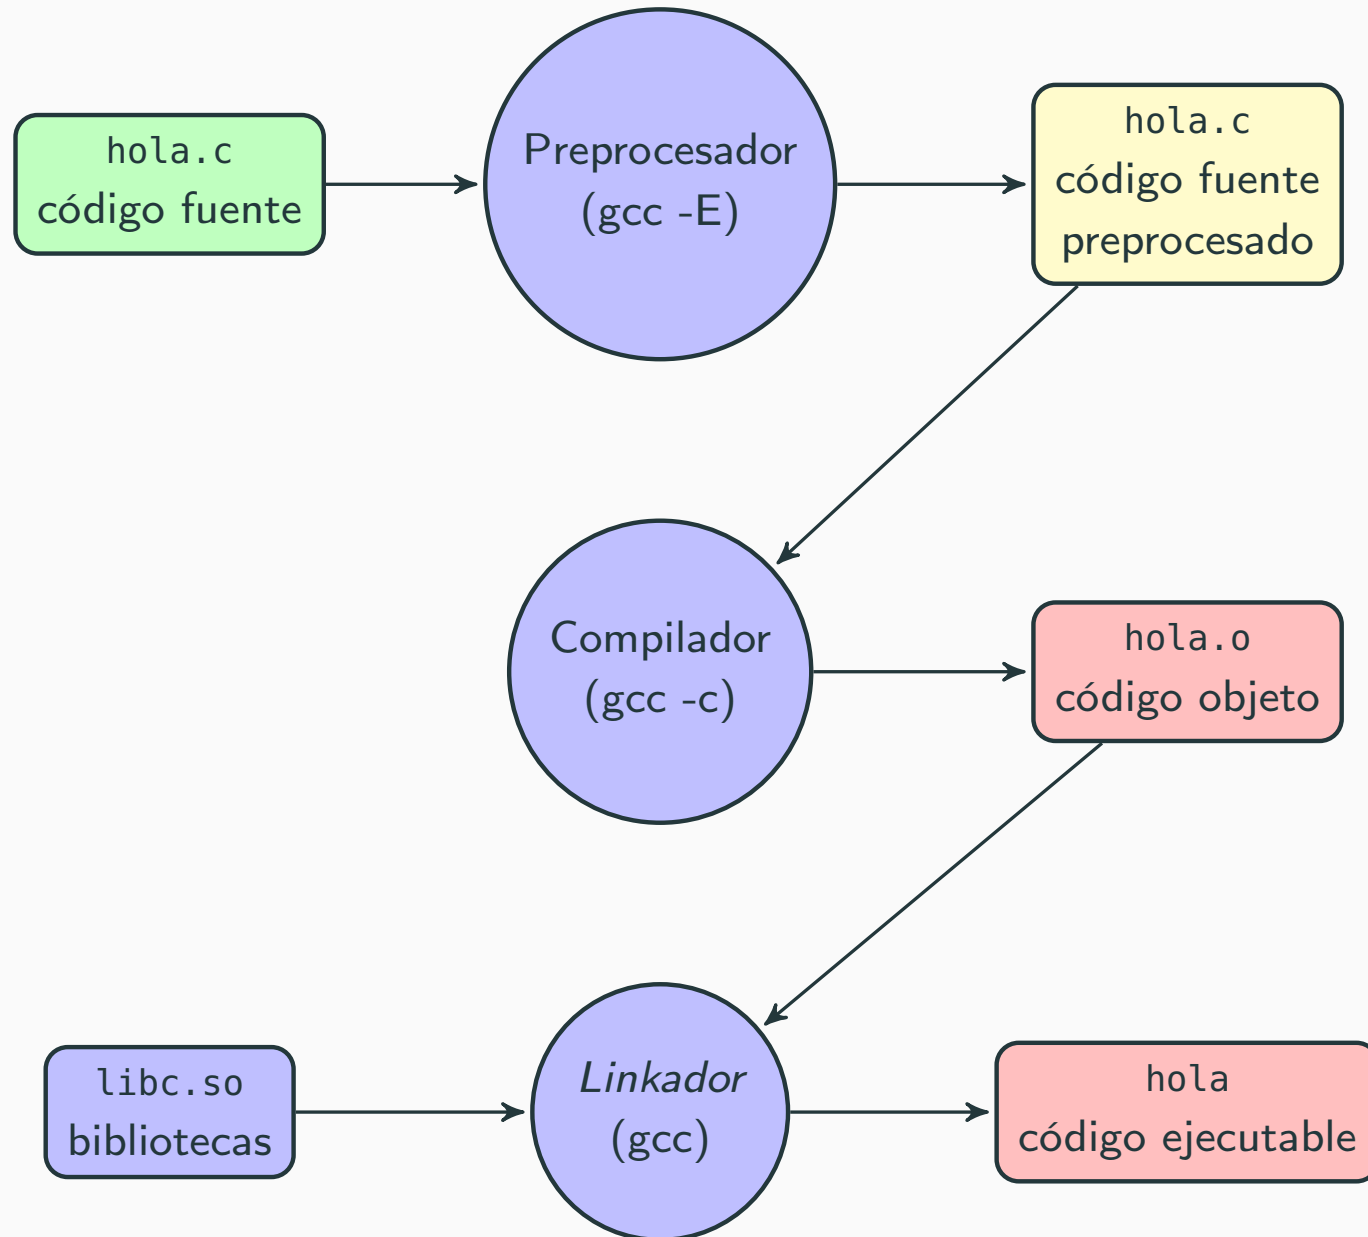 hola.c
código fuente
Preprocesador
(gcc -E)
hola.c
código fuente
preprocesado
Compilador
(gcc -c)
hola.o
código objeto
libc.so
bibliotecas
Linkador
(gcc)
hola
código ejecutable